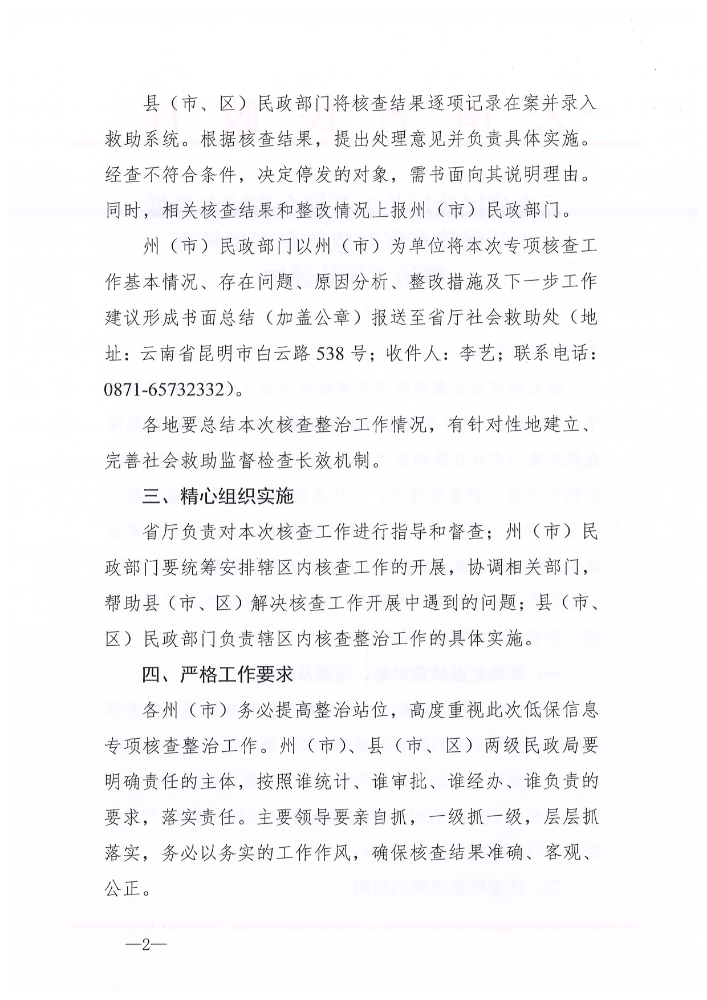 县（市、区）民政部门将核查结果逐项记录在案并录入
救助系统。根据核查结果，提出处理意见并负责具体实施。
经查不符合条件，决定停发的对象，需书面向其说明理由。
同时，相关核查结果和整改情况上报州（市）民政部门。
州（市）民政部门以州（市）为单位将本次专项核查工
作基本情况、存在问题、原因分析、整改措施及下一步工作
建议形成书面总结（加盖公章）报送至省厅社会救助处（地
址：云南省昆明市白云路 538 号；收件人：李艺；联系电话：
0871-65732332）。
各地要总结本次核查整治工作情况，有针对性地建立、
完善社会救助监督检查长效机制。
三、精心组织实施
省厅负责对本次核查工作进行指导和督查；州（市）民
政部门要统筹安排辖区内核查工作的开展，协调相关部门，
帮助县（市、区）解决核查工作开展中遇到的问题；县（市、
区）民政部门负责辖区内核查整治工作的具体实施。
四、严格工作要求
各州（市）务必提高整治站位，高度重视此次低保信息
专项核查整治工作。州（市）、县（市、区）两级民政局要
明确责任的主体，按照谁统计、谁审批、谁经办、谁负责的
要求，落实责任。主要领导要亲自抓，一级抓一级，层层抓
落实，务必以务实的工作作风，确保核查结果准确、客观、
公正。
—2—